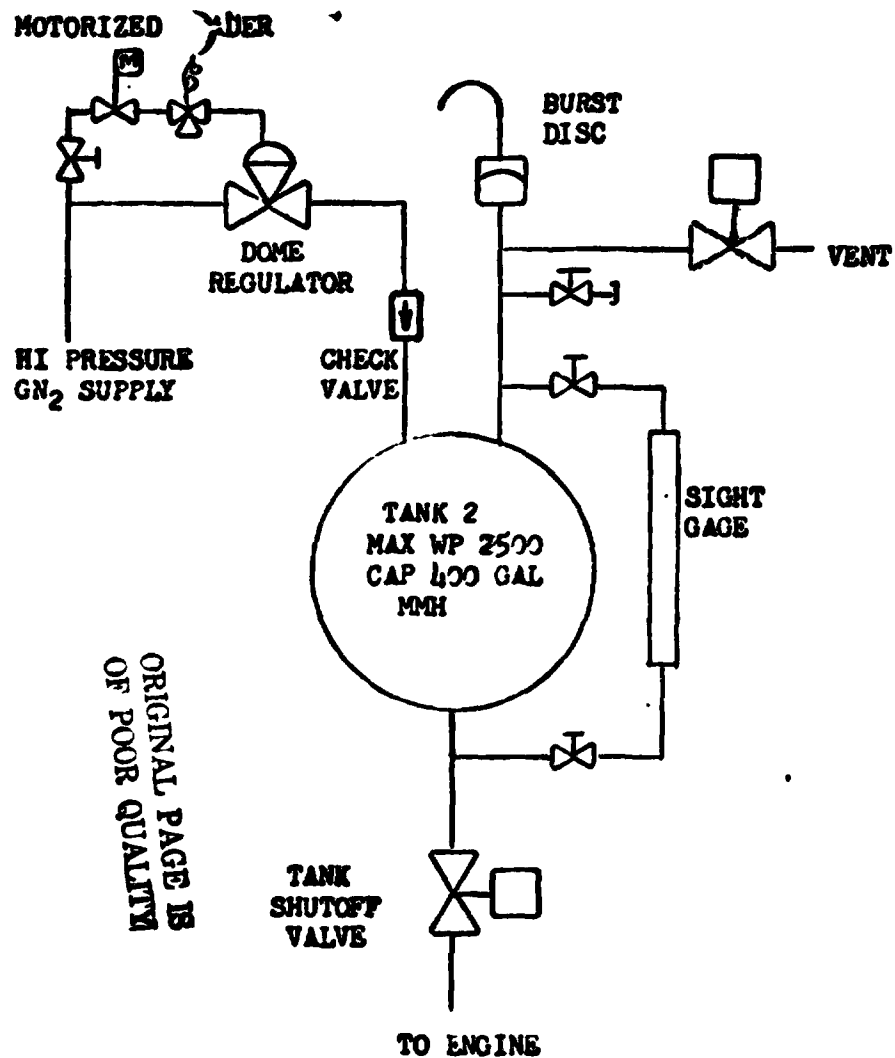 MOTORIZED
M
BURST
DISC
VENT
DOME
REGULATOR
HI PRESSURE
GN2 SUPPLY
CHECK
VALVE
TANK 2
MAX WP 2500
CAP 400 GAL
MMH
SIGHT
GAGE
ORIGINAL PAGE IS
OF POOR QUALITY
TANK
SHUTOFF
VALVE
TO ENGINE